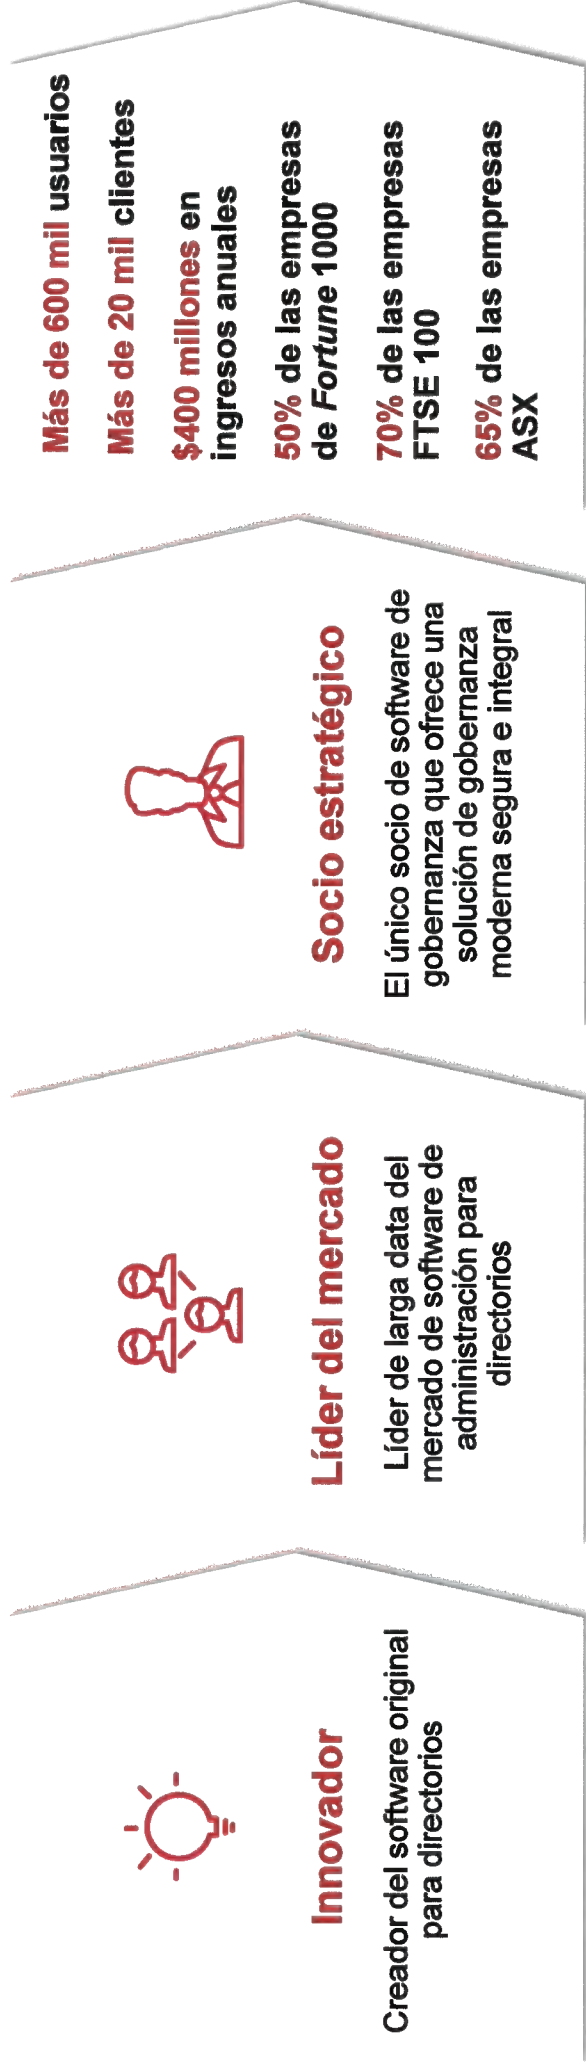 Innovador
Creador del software original
para directorios
Líder del mercado
Líder de larga data del
mercado de software de
administración para
directorios
Socio estratégico
El único socio de software de
gobernanza que ofrece una
solución de gobernanza
moderna segura e integral
Más de 600 mil usuarios
Más de 20 mil clientes
$400 millones en
ingresos anuales
50% de las empresas
de Fortune 1000
70% de las empresas
FTSE 100
65% de las empresas
ASX